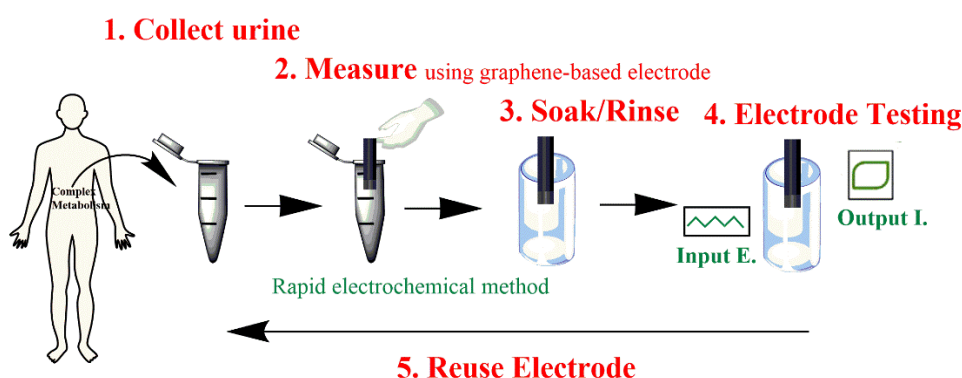 1. Collect urine
2. Measure using graphene-based electrode
3. Soak/Rinse
4. Electrode Testing
Complex
Metabolism
Output I.
Input E.
Rapid electrochemical method
5. Reuse Electrode